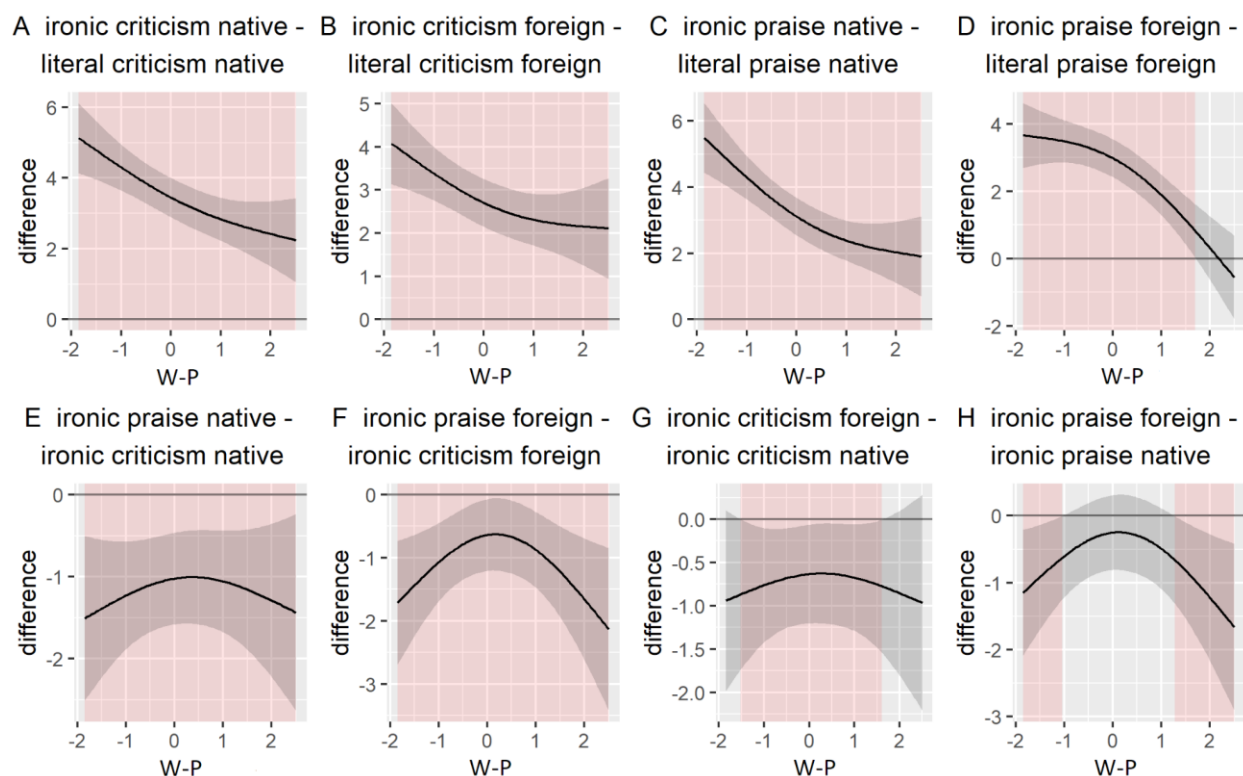 A ironic criticism native -
literal criticism native
B ironic criticism foreign -
literal criticism foreign
C ironic praise native -
literal praise native
D ironic praise foreign -
literal praise foreign
difference
6
4
2
0
-2 -1 0 1 2
W-P
difference
5
4
3
2
1
0
-2 -1 0 1 2
W-P
difference
6
4
2
0
-2 -1 0 1 2
W-P
difference
4
2
0
-2
-2 -1 0 1 2
W-P
E ironic praise native -
ironic criticism native
F ironic praise foreign -
ironic criticism foreign
G ironic criticism foreign -
ironic criticism native
H ironic praise foreign -
ironic praise native
difference
0
-1
-2
-2 -1 0 1 2
W-P
difference
0
-1
-2
-3
-2 -1 0 1 2
W-P
difference
0.0
-0.5
-1.0
-1.5
-2.0
-2 -1 0 1 2
W-P
difference
0
-1
-2
-3
-2 -1 0 1 2
W-P